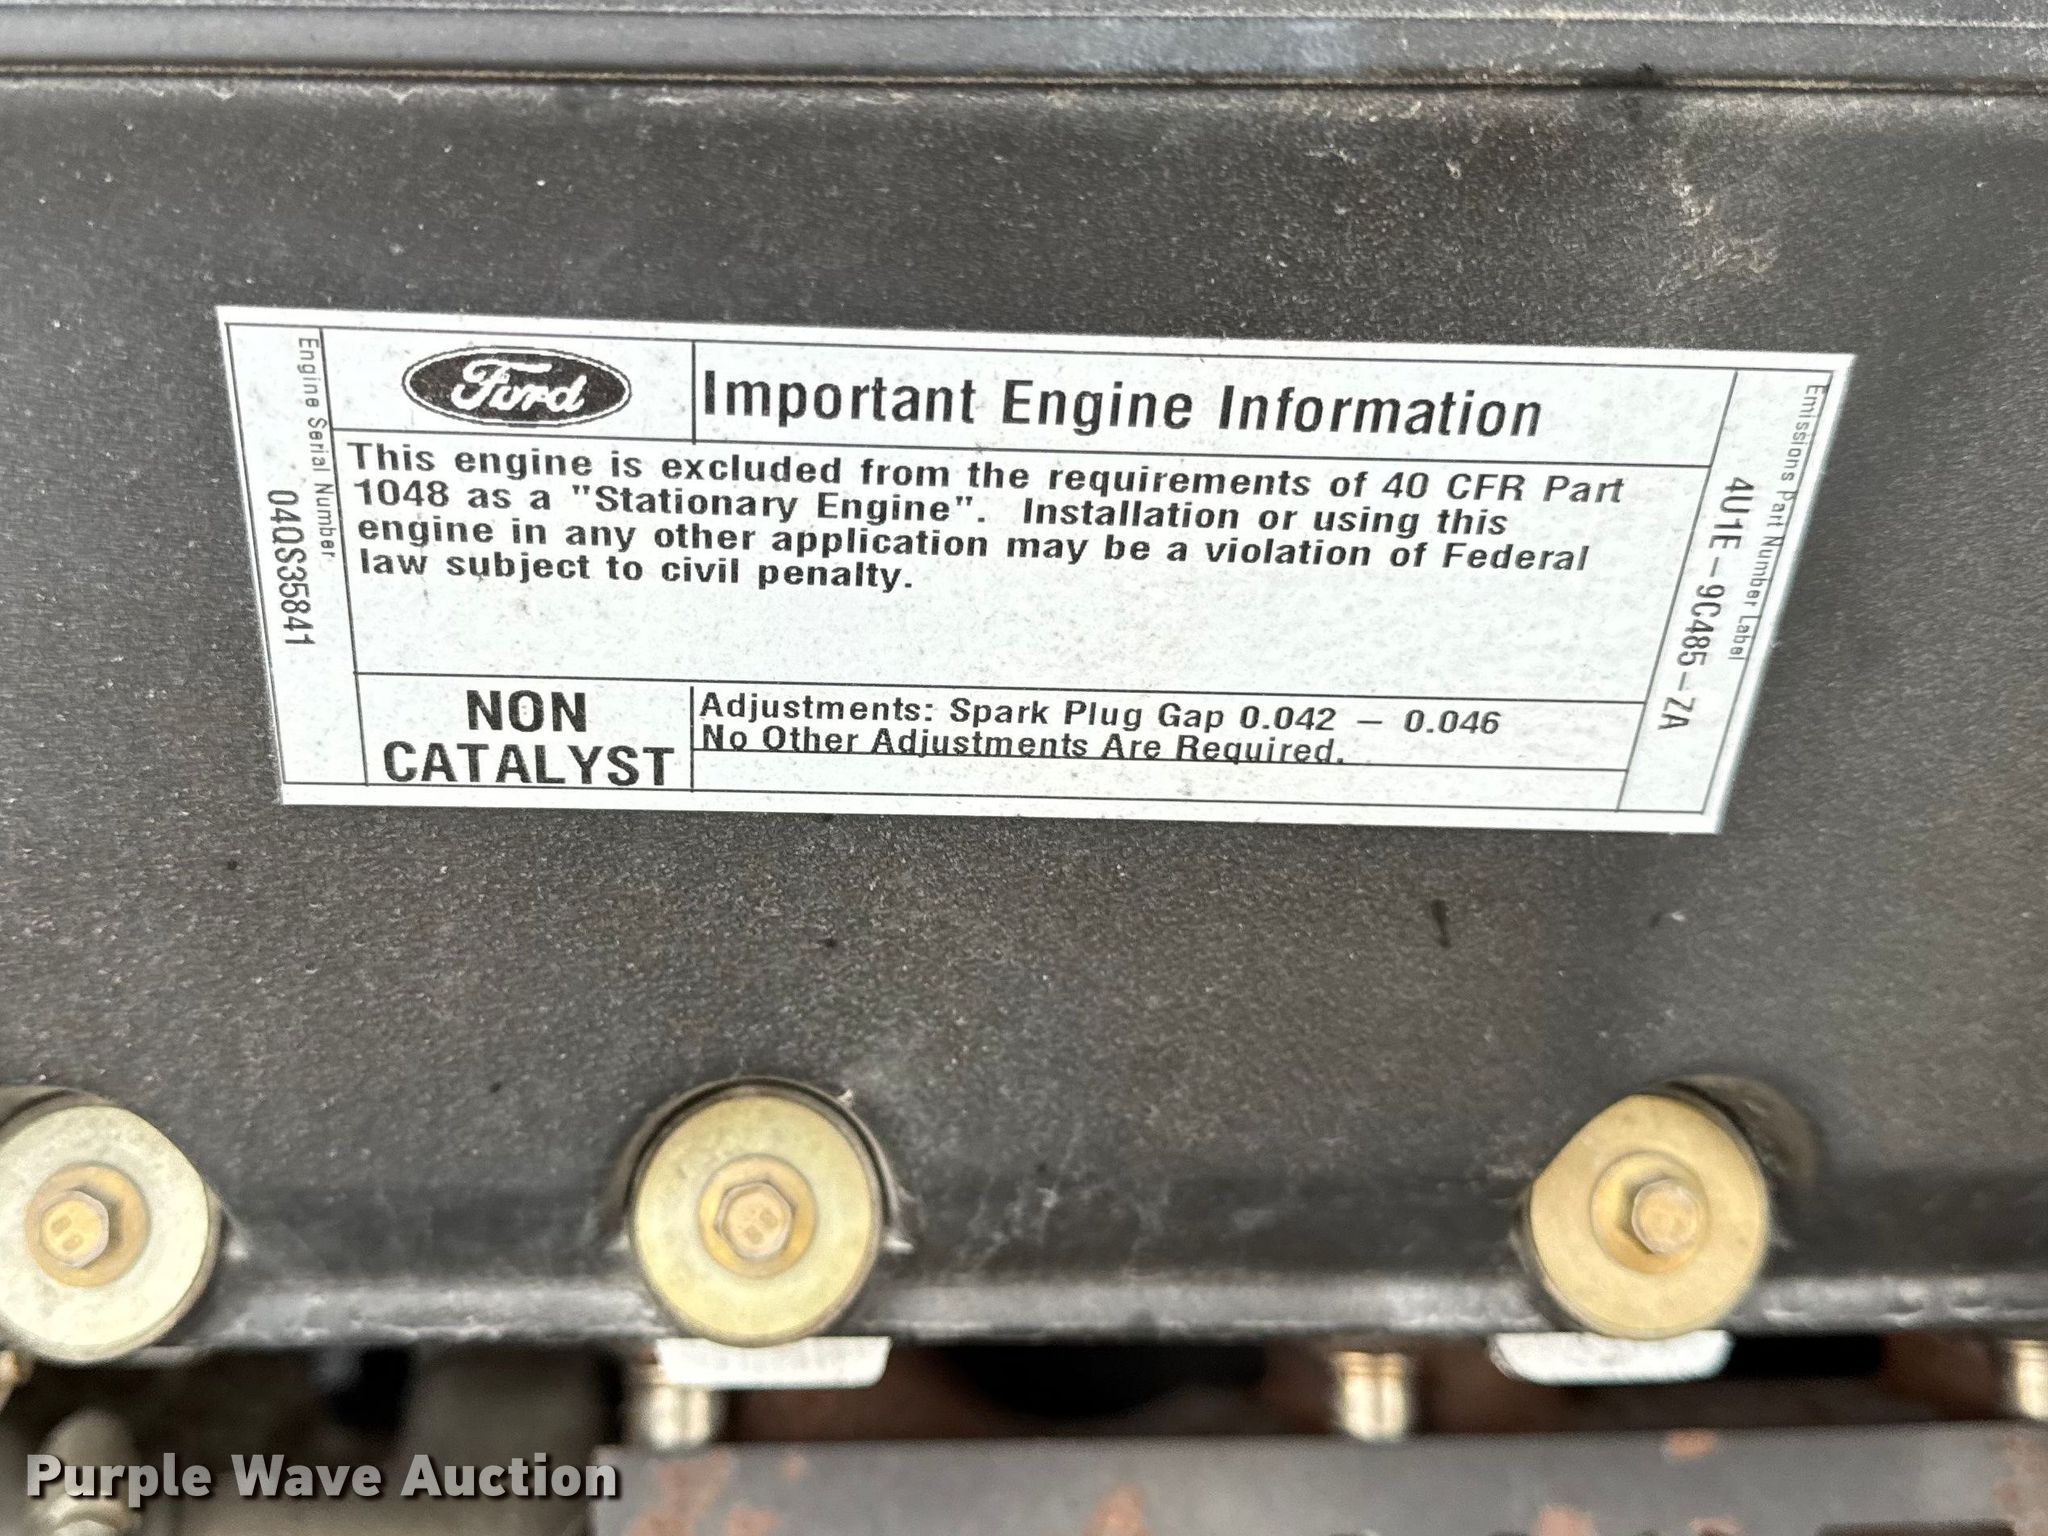 Engine Serial Number
04QS35841
Ford
Important Engine Information
This engine is excluded from the requirements of 40 CFR Part
1048 as a "Stationary Engine". Installation or using this
engine in any other application may be a violation of Federal
law subject to civil penalty.
NON
CATALYST
Adjustments: Spark Plug Gap 0.042 – 0.046
No Other Adjustments Are Required.
Emissions Part Number Label
4U1E–9C485–ZA
Purple Wave Auction